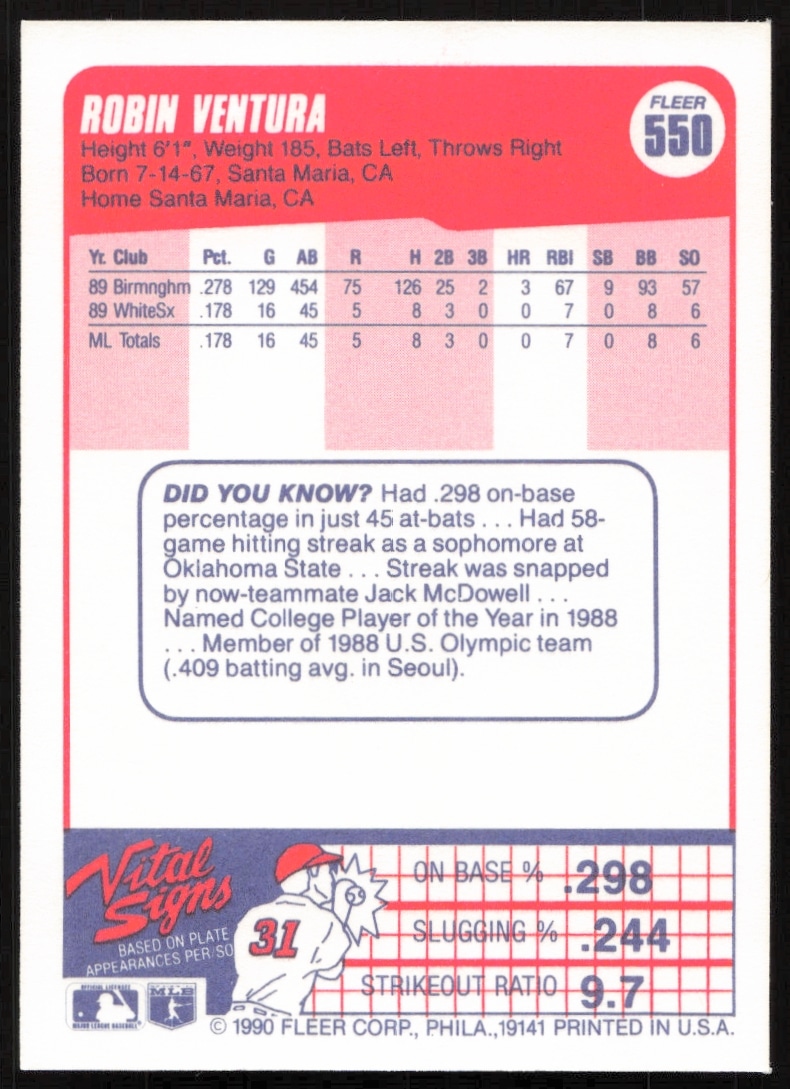 ROBIN VENTURA
FLEER
550
Height 6'1", Weight 185, Bats Left, Throws Right
Born 7-14-67, Santa Maria, CA
Home Santa Maria, CA
Yr. Club Pct. G AB R H 2B 3B HR RBI SB BB SO
89 Birmnghm .278 129 454 75 126 25 2 3 67 9 93 57
89 WhiteSx .178 16 45 5 8 3 0 0 7 0 8 6
ML Totals .178 16 45 5 8 3 0 0 7 0 8 6
DID YOU KNOW? Had .298 on-base
percentage in just 45 at-bats . . . Had 58-
game hitting streak as a sophomore at
Oklahoma State . . . Streak was snapped
by now-teammate Jack McDowell . . .
Named College Player of the Year in 1988
. . . Member of 1988 U.S. Olympic team
(.409 batting avg. in Seoul).
Vital
Signs
BASED ON PLATE
APPEARANCES PER/SO
31
ON BASE % .298
SLUGGING % .244
STRIKEOUT RATIO 9.7
OFFICIAL LICENSEE
MAJOR LEAGUE BASEBALL
MLB
© 1990 FLEER CORP., PHILA.,19141 PRINTED IN U.S.A.